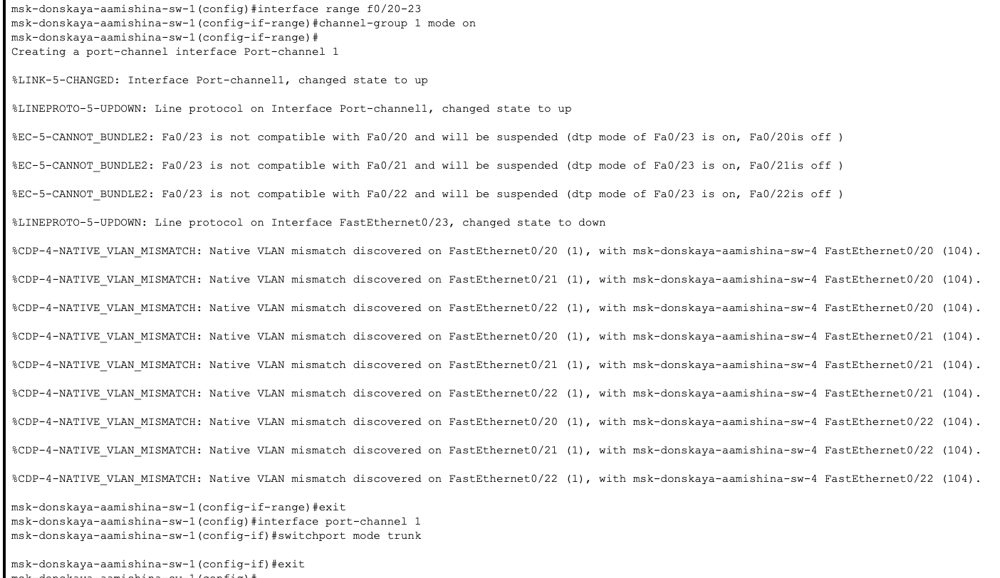 msk-donskaya-aamishina-sw-1(config)#interface range f0/20-23
msk-donskaya-aamishina-sw-1(config-if-range)#channel-group 1 mode on
msk-donskaya-aamishina-sw-1(config-if-range)#
Creating a port-channel interface Port-channel 1
%LINK-5-CHANGED: Interface Port-channel1, changed state to up
%LINEPROTO-5-UPDOWN: Line protocol on Interface Port-channel1, changed state to up
%EC-5-CANNOT_BUNDLE2: Fa0/23 is not compatible with Fa0/20 and will be suspended (dtp mode of Fa0/23 is on, Fa0/20is off )
%EC-5-CANNOT_BUNDLE2: Fa0/23 is not compatible with Fa0/21 and will be suspended (dtp mode of Fa0/23 is on, Fa0/21is off )
%EC-5-CANNOT_BUNDLE2: Fa0/23 is not compatible with Fa0/22 and will be suspended (dtp mode of Fa0/23 is on, Fa0/22is off )
%LINEPROTO-5-UPDOWN: Line protocol on Interface FastEthernet0/23, changed state to down
%CDP-4-NATIVE_VLAN_MISMATCH: Native VLAN mismatch discovered on FastEthernet0/20 (1), with msk-donskaya-aamishina-sw-4 FastEthernet0/20 (104).
%CDP-4-NATIVE_VLAN_MISMATCH: Native VLAN mismatch discovered on FastEthernet0/21 (1), with msk-donskaya-aamishina-sw-4 FastEthernet0/20 (104).
%CDP-4-NATIVE_VLAN_MISMATCH: Native VLAN mismatch discovered on FastEthernet0/22 (1), with msk-donskaya-aamishina-sw-4 FastEthernet0/20 (104).
%CDP-4-NATIVE_VLAN_MISMATCH: Native VLAN mismatch discovered on FastEthernet0/20 (1), with msk-donskaya-aamishina-sw-4 FastEthernet0/21 (104).
%CDP-4-NATIVE_VLAN_MISMATCH: Native VLAN mismatch discovered on FastEthernet0/21 (1), with msk-donskaya-aamishina-sw-4 FastEthernet0/21 (104).
%CDP-4-NATIVE_VLAN_MISMATCH: Native VLAN mismatch discovered on FastEthernet0/22 (1), with msk-donskaya-aamishina-sw-4 FastEthernet0/21 (104).
%CDP-4-NATIVE_VLAN_MISMATCH: Native VLAN mismatch discovered on FastEthernet0/20 (1), with msk-donskaya-aamishina-sw-4 FastEthernet0/22 (104).
%CDP-4-NATIVE_VLAN_MISMATCH: Native VLAN mismatch discovered on FastEthernet0/21 (1), with msk-donskaya-aamishina-sw-4 FastEthernet0/22 (104).
%CDP-4-NATIVE_VLAN_MISMATCH: Native VLAN mismatch discovered on FastEthernet0/22 (1), with msk-donskaya-aamishina-sw-4 FastEthernet0/22 (104).
msk-donskaya-aamishina-sw-1(config-if-range)#exit
msk-donskaya-aamishina-sw-1(config)#interface port-channel 1
msk-donskaya-aamishina-sw-1(config-if)#switchport mode trunk
msk-donskaya-aamishina-sw-1(config-if)#exit
msk-donskaya-aamishina-sw-1(config)#